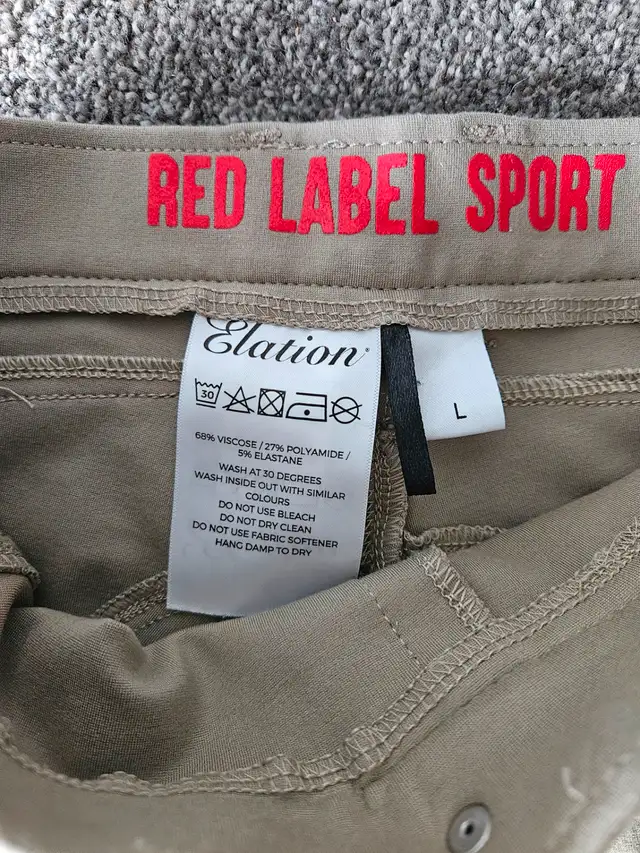 RED LABEL SPORT
Elation
30
L
68% VISCOSE / 27% POLYAMIDE /
5% ELASTANE
WASH AT 30 DEGREES
WASH INSIDE OUT WITH SIMILAR
COLOURS
DO NOT USE BLEACH
DO NOT DRY CLEAN
DO NOT USE FABRIC SOFTENER
HANG DAMP TO DRY